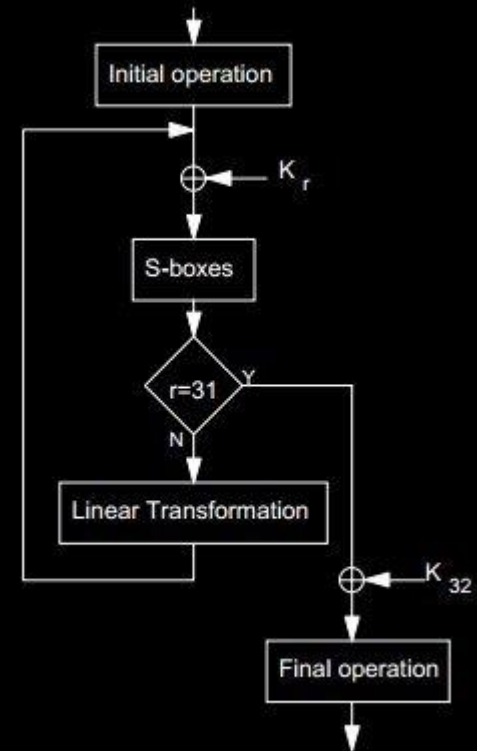 Initial operation
K r
S-boxes
r=31
Y
N
Linear Transformation
K 32
Final operation